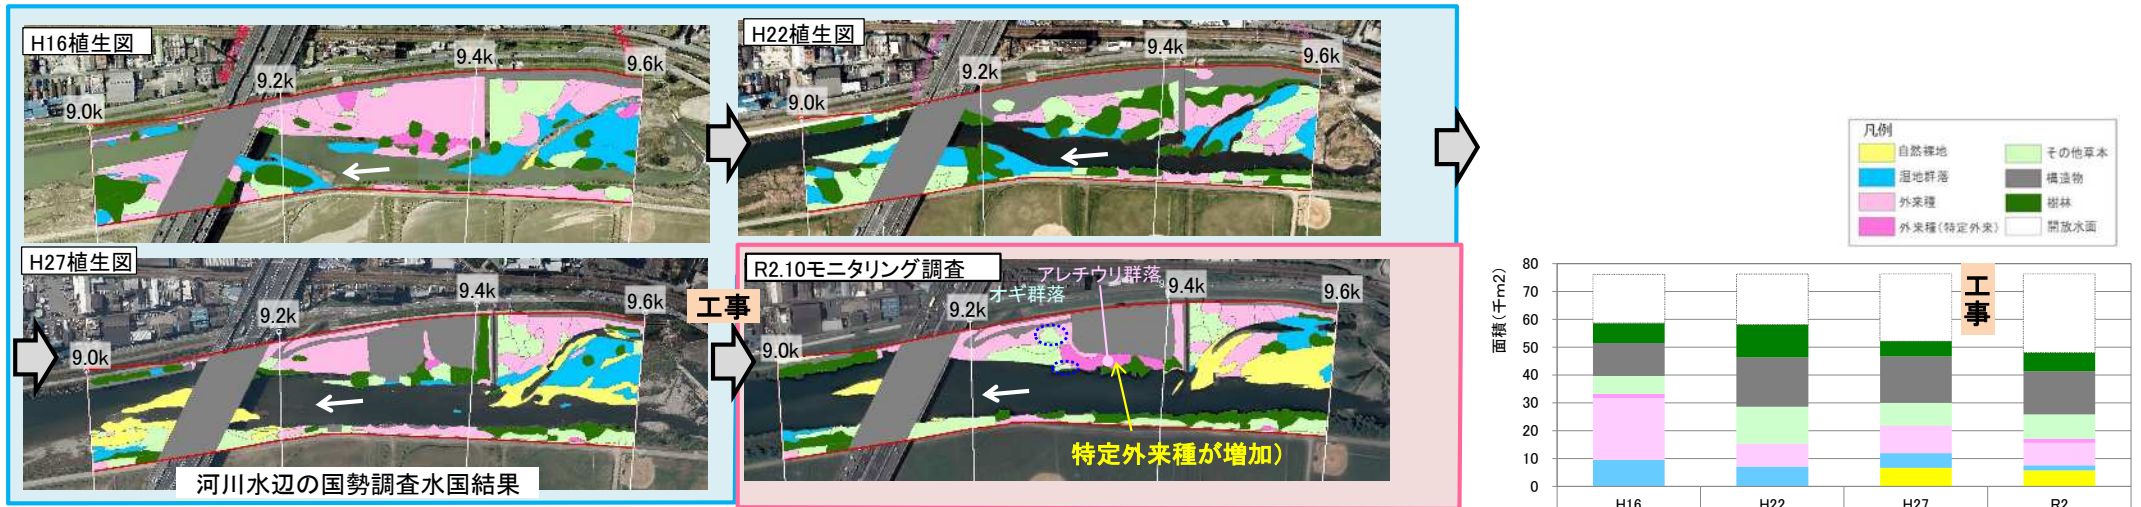 H16植生図
9.0k
9.2k
9.4k
9.6k
H22植生図
9.0k
9.2k
9.4k
9.6k
H27植生図
9.0k
9.2k
9.4k
9.6k
河川水辺の国勢調査水国結果
工事
R2.10モニタリング調査
アレチウリ群落
オギ群落
9.0k
9.2k
9.4k
9.6k
特定外来種が増加)
凡例
自然裸地
その他草本
湿地群落
構造物
外来種
樹林
外来種(特定外来)
開放水面
工事
面積(千m2)
80
70
60
50
40
30
20
10
0
H16
H22
H27
R2